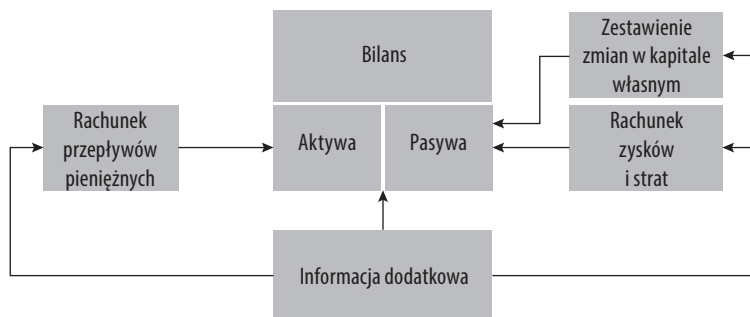 Bilans
Zestawienie
zmian w kapitale
własnym
Rachunek
przepływów
pieniężnych
Aktywa
Pasywa
Rachunek
zysków
i strat
Informacja dodatkowa